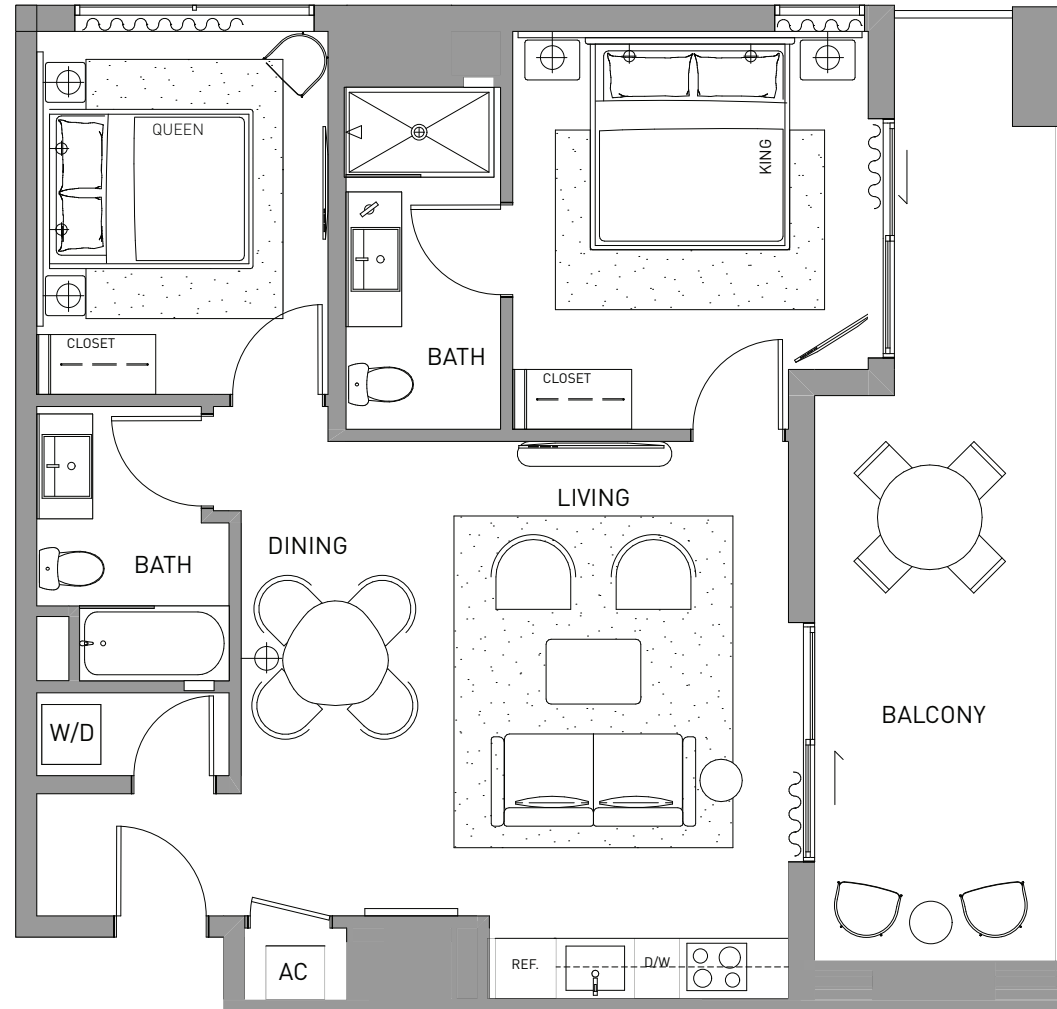 QUEEN
KING
CLOSET
BATH
CLOSET
LIVING
DINING
BATH
BALCONY
W/D
REF.
D/W
AC